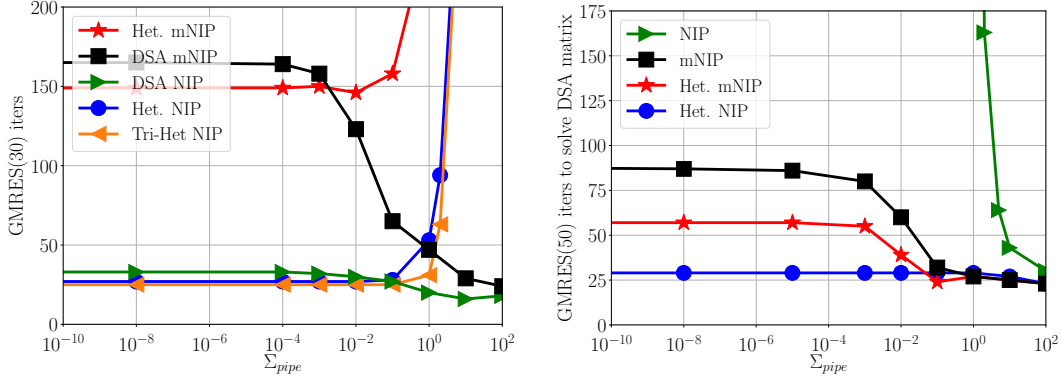 GMRES(30) iters
200
150
100
50
0
10^{-10}
10^{-8}
10^{-6}
10^{-4}
10^{-2}
10^{0}
10^{2}
Σ_{pipe}
Het. mNIP
DSA mNIP
DSA NIP
Het. NIP
Tri-Het NIP
GMRES(50) iters to solve DSA matrix
175
150
125
100
75
50
25
0
10^{-10}
10^{-8}
10^{-6}
10^{-4}
10^{-2}
10^{0}
10^{2}
Σ_{pipe}
NIP
mNIP
Het. mNIP
Het. NIP